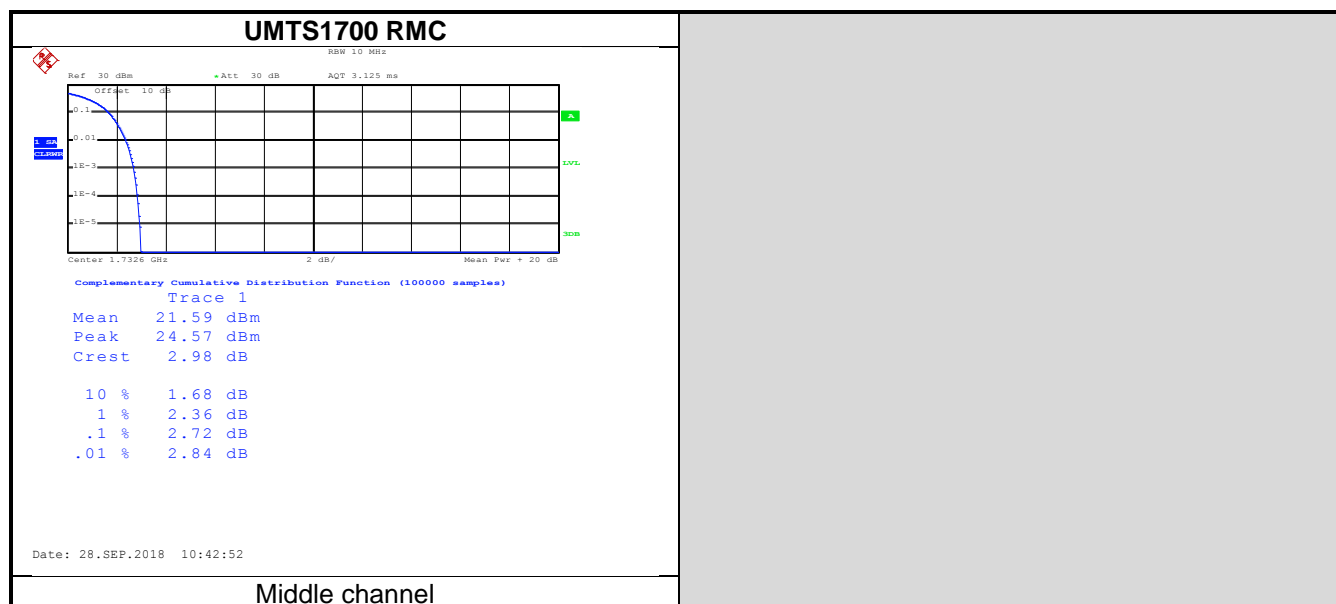 UMTS1700 RMC
RBW 10 MHz
Ref 30 dBm *Att 30 dB AQT 3.125 ms
Offset 10 dB
0.1
A
0.01
1 SA
CLRWR
1E-3
LVL
1E-4
1E-5
3DB
Center 1.7326 GHz 2 dB/ Mean Pwr + 20 dB
Complementary Cumulative Distribution Function (100000 samples)
Trace 1
Mean 21.59 dBm
Peak 24.57 dBm
Crest 2.98 dB
10 % 1.68 dB
1 % 2.36 dB
.1 % 2.72 dB
.01 % 2.84 dB
Date: 28.SEP.2018 10:42:52
Middle channel